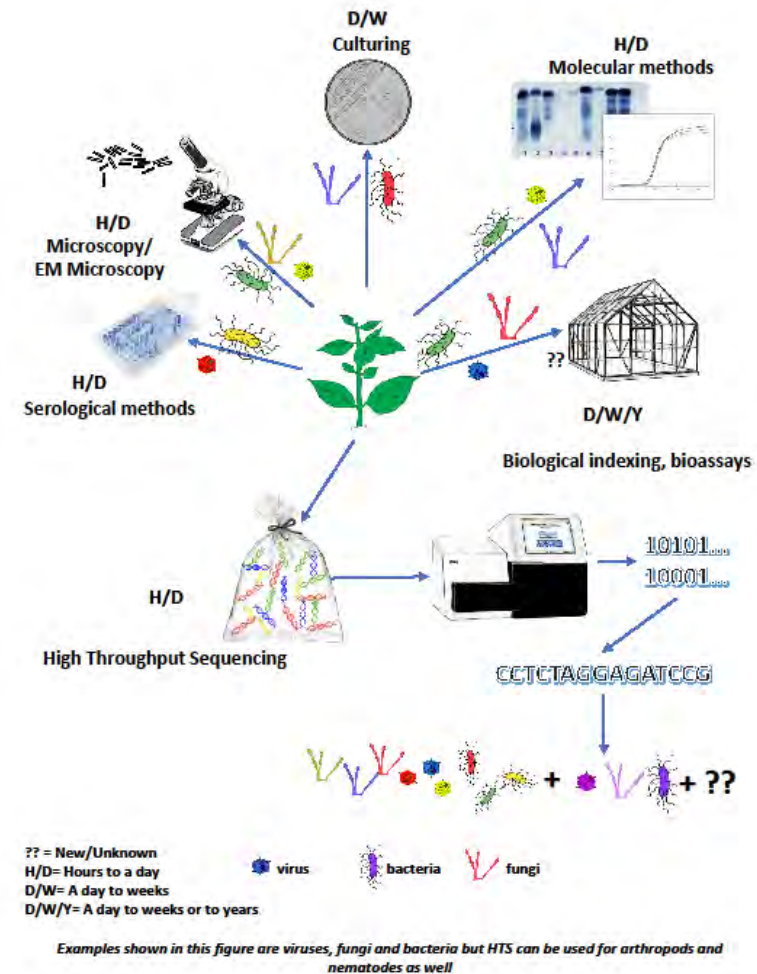 D/W
Culturing
H/D
Molecular methods
H/D
Microscopy/
EM Microscopy
H/D
Serological methods
??
D/W/Y
Biological indexing, bioassays
H/D
High Throughput Sequencing
10101...
10001...
CCTCTAGGAGATCCG
+ + ??
?? = New/Unknown
H/D= Hours to a day
D/W= A day to weeks
D/W/Y= A day to weeks or to years
virus bacteria fungi
Examples shown in this figure are viruses, fungi and bacteria but HTS can be used for arthropods and
nematodes as well